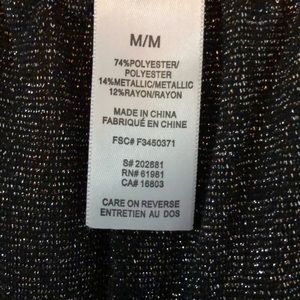 M/M
74%POLYESTER/
POLYESTER
14%METALLIC/METALLIC
12%RAYON/RAYON
MADE IN CHINA
FABRIQUÉ EN CHINE
FSC# F3450371
S# 202681
RN# 61981
CA# 16803
CARE ON REVERSE
ENTRETIEN AU DOS